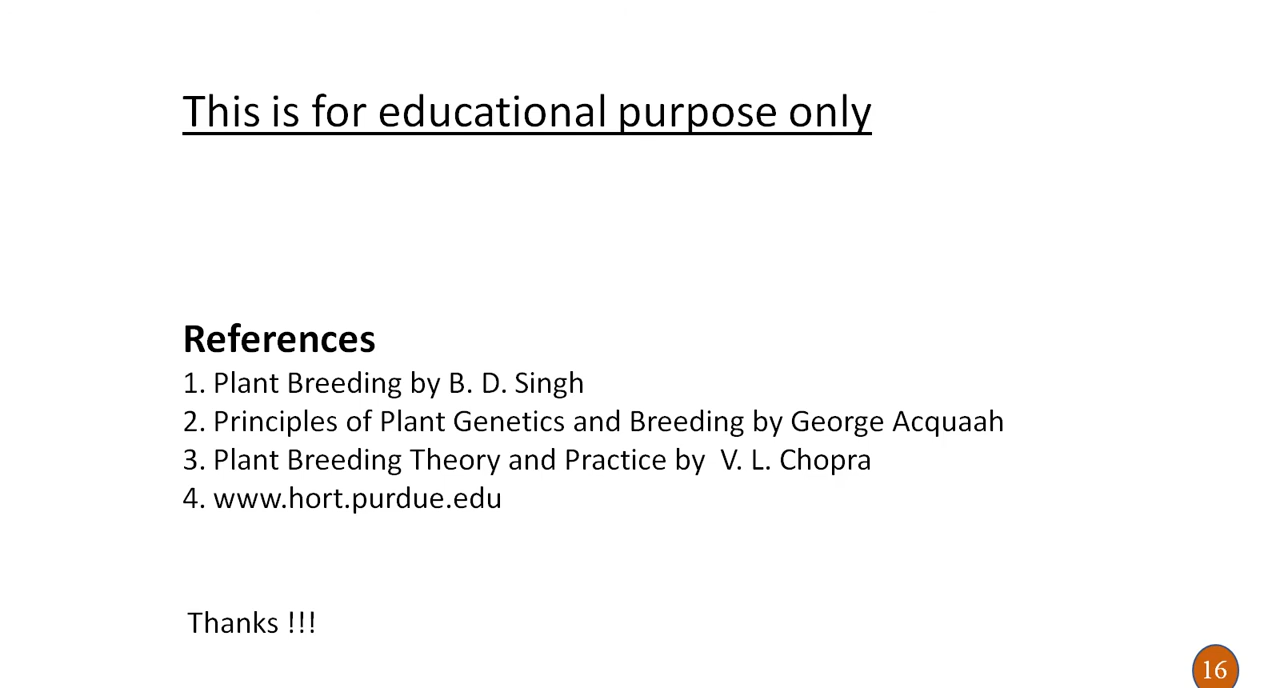 This is for educational purpose only
References
1. Plant Breeding by B. D. Singh
2. Principles of Plant Genetics and Breeding by George Acquaah
3. Plant Breeding Theory and Practice by  V. L. Chopra
4. www.hort.purdue.edu
Thanks !!!
16